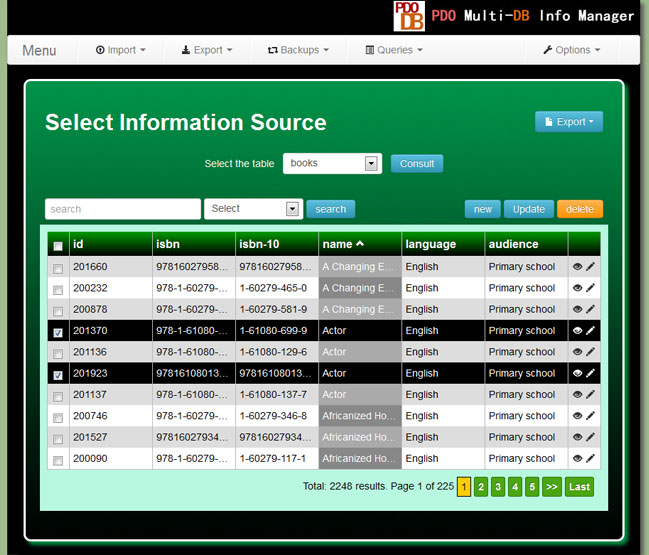 PDO DB PDO Multi-DB Info Manager
Menu Import Export Backups Queries Options
Select Information Source Export
Select the table books Consult
search Select search new Update delete
id isbn isbn-10 name language audience
201660 97816027958... 97816027958... A Changing E... English Primary school
200232 978-1-60279-... 1-60279-465-0 A Changing E... English Primary school
200878 978-1-60279-... 1-60279-581-9 A Changing E... English Primary school
201370 978-1-61080-... 1-61080-699-9 Actor English Primary school
201136 978-1-61080-... 1-61080-129-6 Actor English Primary school
201923 97816108013... 97816108013... Actor English Primary school
201137 978-1-61080-... 1-61080-137-7 Actor English Primary school
200746 978-1-60279-... 1-60279-346-8 Africanized Ho... English Primary school
201527 97816027934... 97816027934... Africanized Ho... English Primary school
200090 978-1-60279-... 1-60279-117-1 Africanized Ho... English Primary school
Total: 2248 results. Page 1 of 225 1 2 3 4 5 >> Last